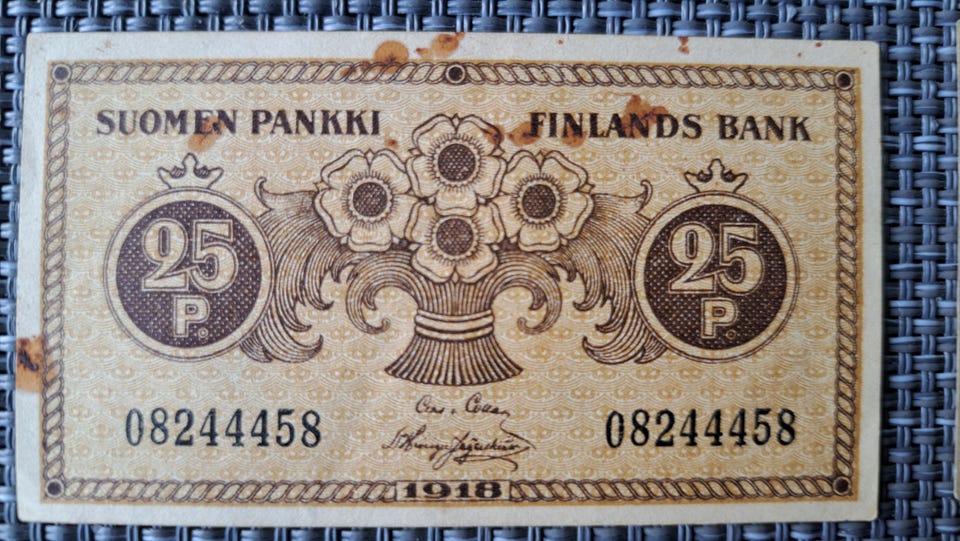 SUOMEN PANKKI FINLANDS BANK
25 25
P. P.
08244458 08244458
1918